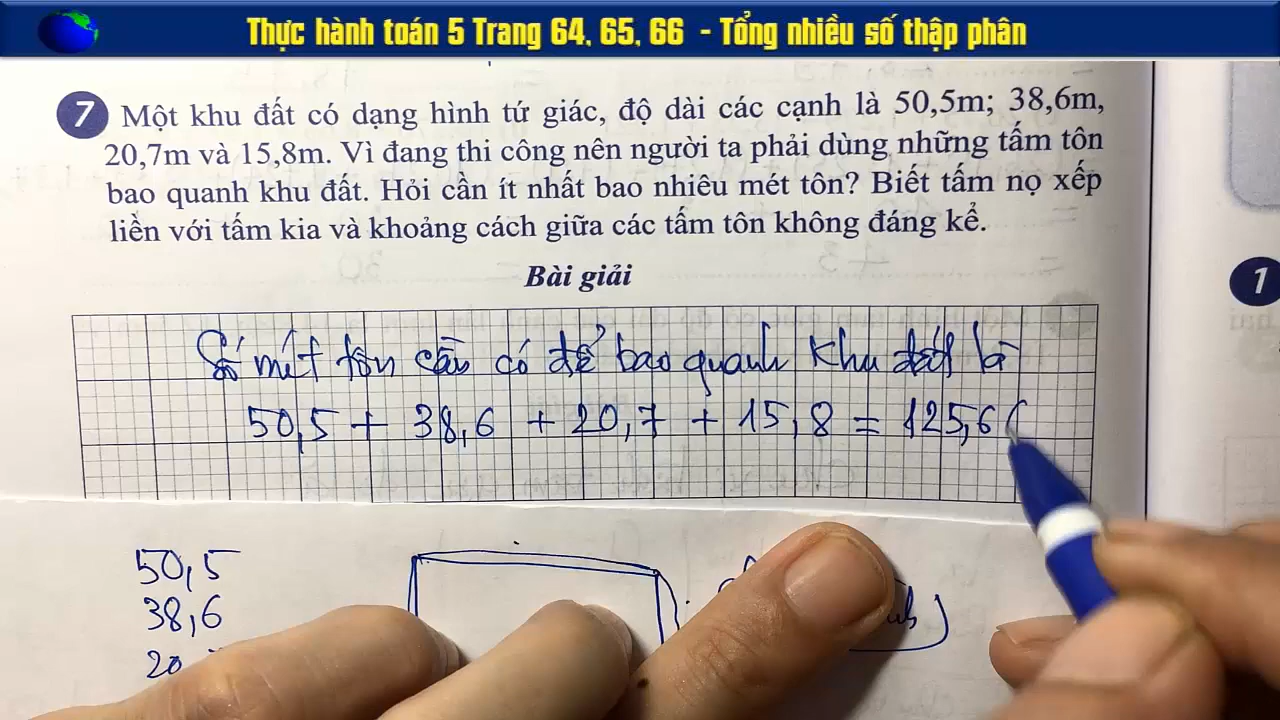 Thực hành toán 5 Trang 64, 65, 66 - Tổng nhiều số thập phân
7 Một khu đất có dạng hình tứ giác, độ dài các cạnh là 50,5m; 38,6m,
20,7m và 15,8m. Vì đang thi công nên người ta phải dùng những tấm tôn
bao quanh khu đất. Hỏi cần ít nhất bao nhiêu mét tôn? Biết tấm nọ xếp
liền với tấm kia và khoảng cách giữa các tấm tôn không đáng kể.
1
Bài giải
Số mét tôn cần có để bao quanh khu đất là
50,5 + 38,6 + 20,7 + 15,8 = 125,6 (
50,5
38,6
20